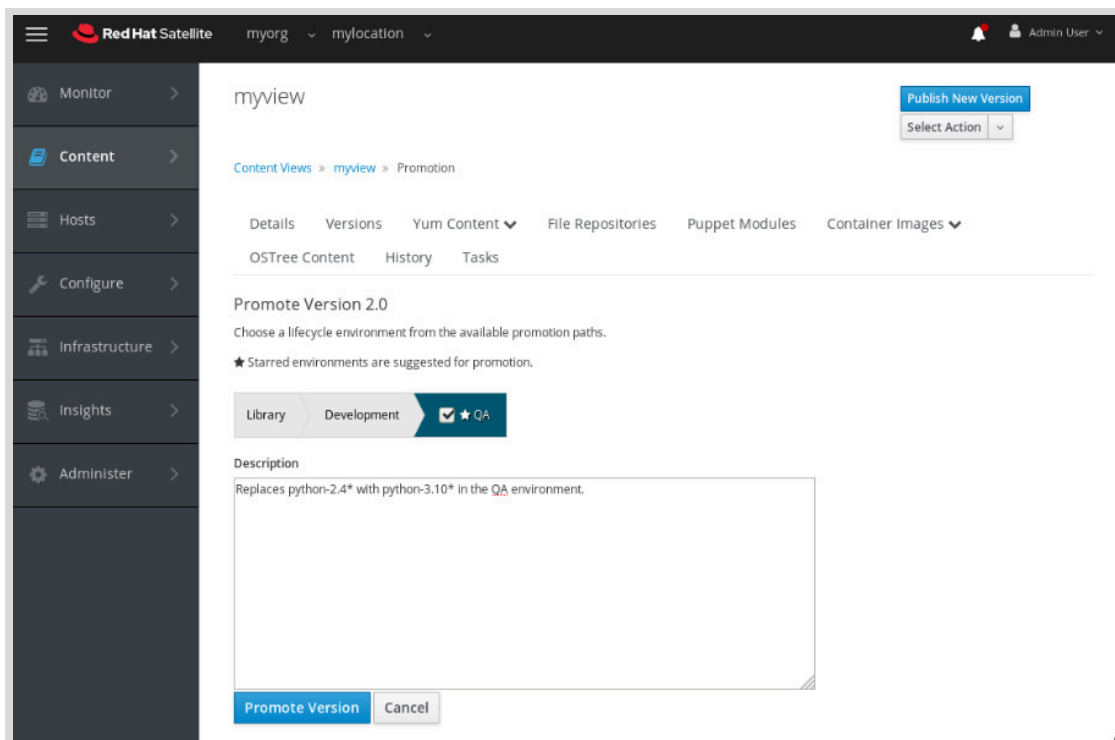 Red Hat Satellite myorg mylocation Admin User
Monitor
Content
Hosts
Configure
Infrastructure
Insights
Administer
myview
Publish New Version
Select Action
Content Views » myview » Promotion
Details Versions Yum Content File Repositories Puppet Modules Container Images
OSTree Content History Tasks
Promote Version 2.0
Choose a lifecycle environment from the available promotion paths.
★ Starred environments are suggested for promotion.
Library Development ★ QA
Description
Replaces python-2.4* with python-3.10* in the QA environment.
Promote Version Cancel